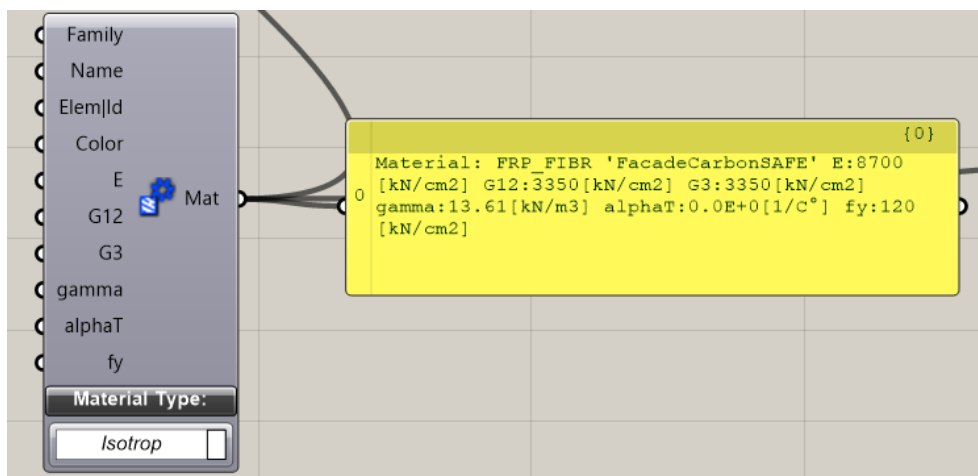 Family
Name
Elem|Id
Color
E
G12
G3
gamma
alphaT
fy
Mat
Material Type:
Isotrop
{0}
0
Material: FRP_FIBR 'FacadeCarbonSAFE' E:8700
[kN/cm2] G12:3350[kN/cm2] G3:3350[kN/cm2]
gamma:13.61[kN/m3] alphaT:0.0E+0[1/C°] fy:120
[kN/cm2]